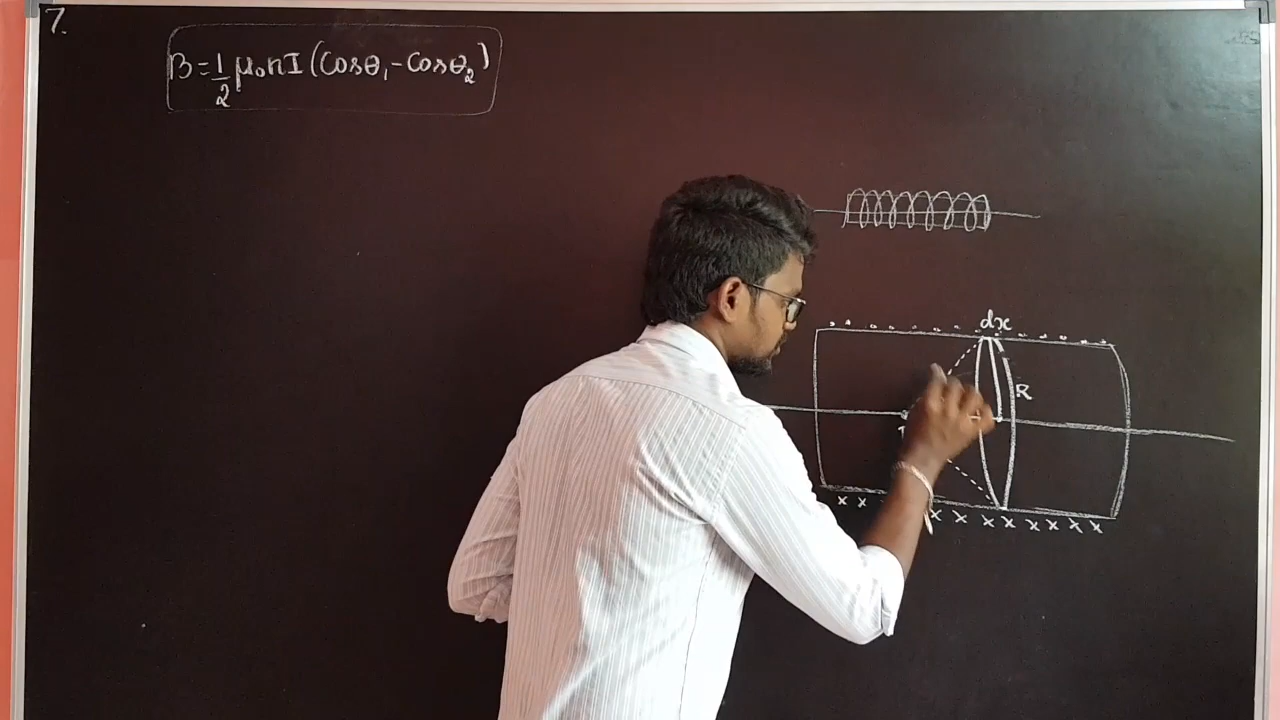 7.
B = 1/2 μ₀nI (Cosθ₁ - Cosθ₂)
dx
R
x x x x x x x x x x